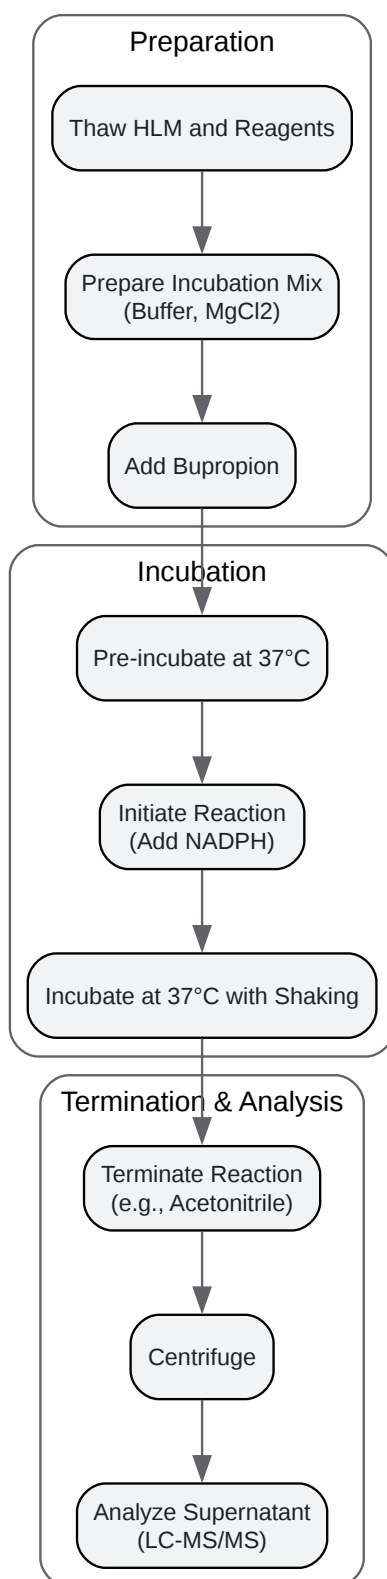 Preparation
Thaw HLM and Reagents
Prepare Incubation Mix
(Buffer, MgCl2)
Add Bupropion
Incubation
Pre-incubate at 37°C
Initiate Reaction
(Add NADPH)
Incubate at 37°C with Shaking
Termination & Analysis
Terminate Reaction
(e.g., Acetonitrile)
Centrifuge
Analyze Supernatant
(LC-MS/MS)